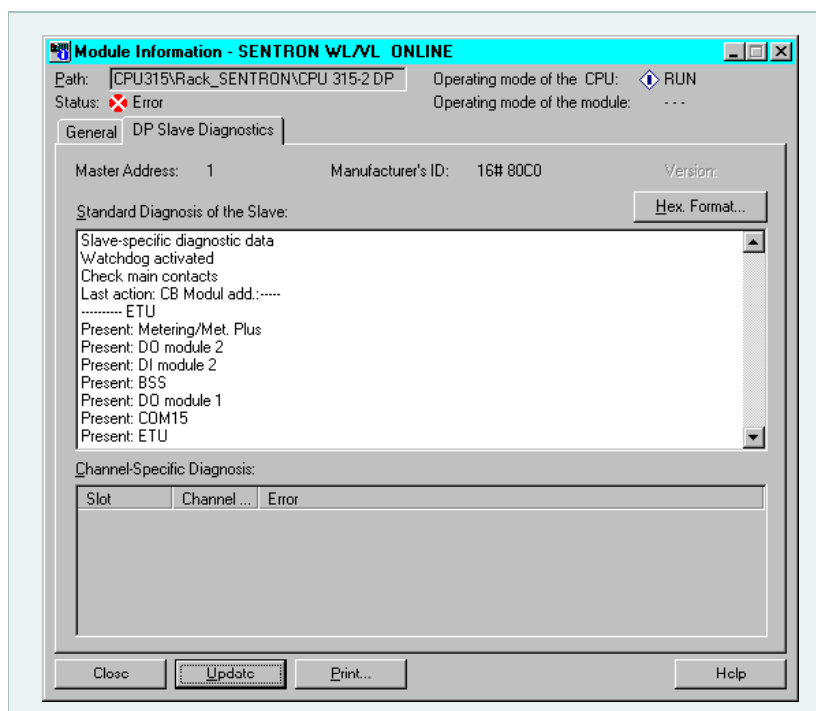 Module Information - SENTRON WL/VL ONLINE
Path: CPU315\Rack_SENTRON\CPU 315-2 DP Operating mode of the CPU: RUN
Status: Error Operating mode of the module: - - -
General DP Slave Diagnostics
Master Address: 1 Manufacturer's ID: 16# 80C0 Version:
Standard Diagnosis of the Slave: Hex. Format...
Slave-specific diagnostic data
Watchdog activated
Check main contacts
Last action: CB Modul add.:-----
---------- ETU
Present: Metering/Met. Plus
Present: DO module 2
Present: DI module 2
Present: BSS
Present: DO module 1
Present: COM15
Present: ETU
Channel-Specific Diagnosis:
Slot Channel ... Error
Close Update Print... Help